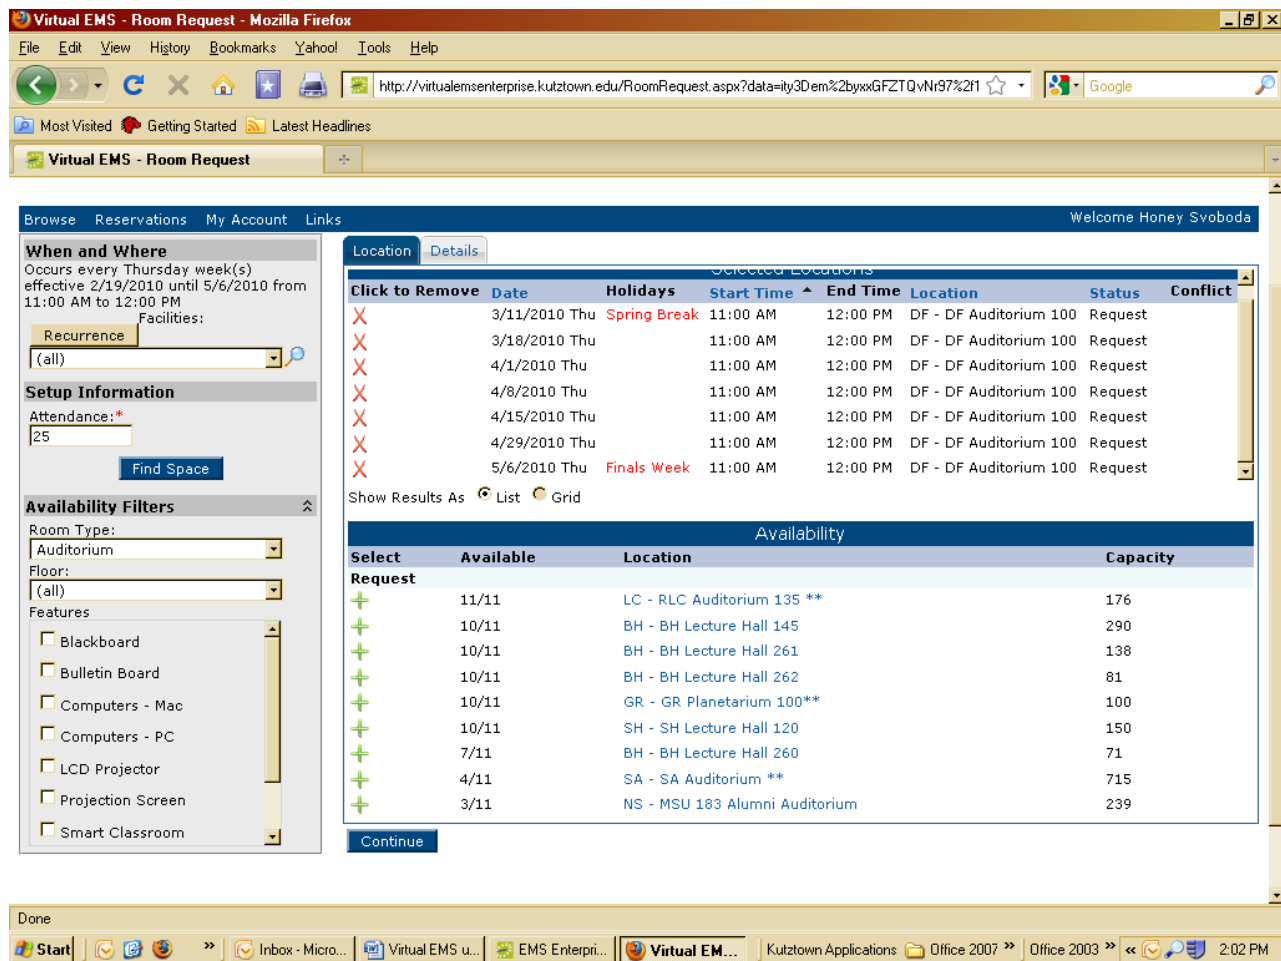 Virtual EMS - Room Request - Mozilla Firefox
File Edit View History Bookmarks Yahoo! Tools Help
http://virtualemsenterprise.kutztown.edu/RoomRequest.aspx?data=ity3Dem%2byxxGFZTQvNr97%2f1 Google
Most Visited Getting Started Latest Headlines
Virtual EMS - Room Request
Browse Reservations My Account Links Welcome Honey Svoboda
When and Where
Occurs every Thursday week(s)
effective 2/19/2010 until 5/6/2010 from
11:00 AM to 12:00 PM
Facilities:
Recurrence
(all)
Setup Information
Attendance:*
25
Find Space
Availability Filters
Room Type:
Auditorium
Floor:
(all)
Features
Blackboard
Bulletin Board
Computers - Mac
Computers - PC
LCD Projector
Projection Screen
Smart Classroom
Location Details
Selected Locations
Click to Remove Date Holidays Start Time End Time Location Status Conflict
3/11/2010 Thu Spring Break 11:00 AM 12:00 PM DF - DF Auditorium 100 Request
3/18/2010 Thu 11:00 AM 12:00 PM DF - DF Auditorium 100 Request
4/1/2010 Thu 11:00 AM 12:00 PM DF - DF Auditorium 100 Request
4/8/2010 Thu 11:00 AM 12:00 PM DF - DF Auditorium 100 Request
4/15/2010 Thu 11:00 AM 12:00 PM DF - DF Auditorium 100 Request
4/29/2010 Thu 11:00 AM 12:00 PM DF - DF Auditorium 100 Request
5/6/2010 Thu Finals Week 11:00 AM 12:00 PM DF - DF Auditorium 100 Request
Show Results As List Grid
Availability
Select Available Location Capacity
Request
11/11 LC - RLC Auditorium 135 ** 176
10/11 BH - BH Lecture Hall 145 290
10/11 BH - BH Lecture Hall 261 138
10/11 BH - BH Lecture Hall 262 81
10/11 GR - GR Planetarium 100** 100
10/11 SH - SH Lecture Hall 120 150
7/11 BH - BH Lecture Hall 260 71
4/11 SA - SA Auditorium ** 715
3/11 NS - MSU 183 Alumni Auditorium 239
Continue
Done
Start » Inbox - Micro... Virtual EMS u... EMS Enterpri... Virtual EM... Kutztown Applications Office 2007 » Office 2003 » « 2:02 PM